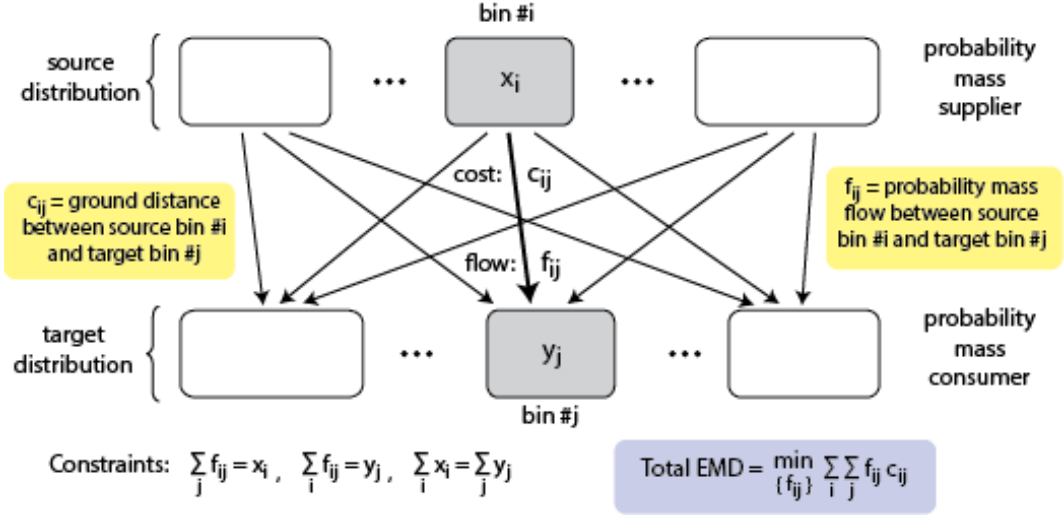 bin #i
source distribution
x_i
probability mass supplier
•••
•••
cost: c_ij
c_ij = ground distance
between source bin #i
and target bin #j
f_ij = probability mass
flow between source
bin #i and target bin #j
flow: f_ij
target distribution
•••
y_j
•••
probability mass consumer
bin #j
Constraints: ∑_j f_ij = x_i , ∑_i f_ij = y_j , ∑_i x_i = ∑_j y_j
Total EMD = min_{f_ij} ∑_i ∑_j f_ij c_ij